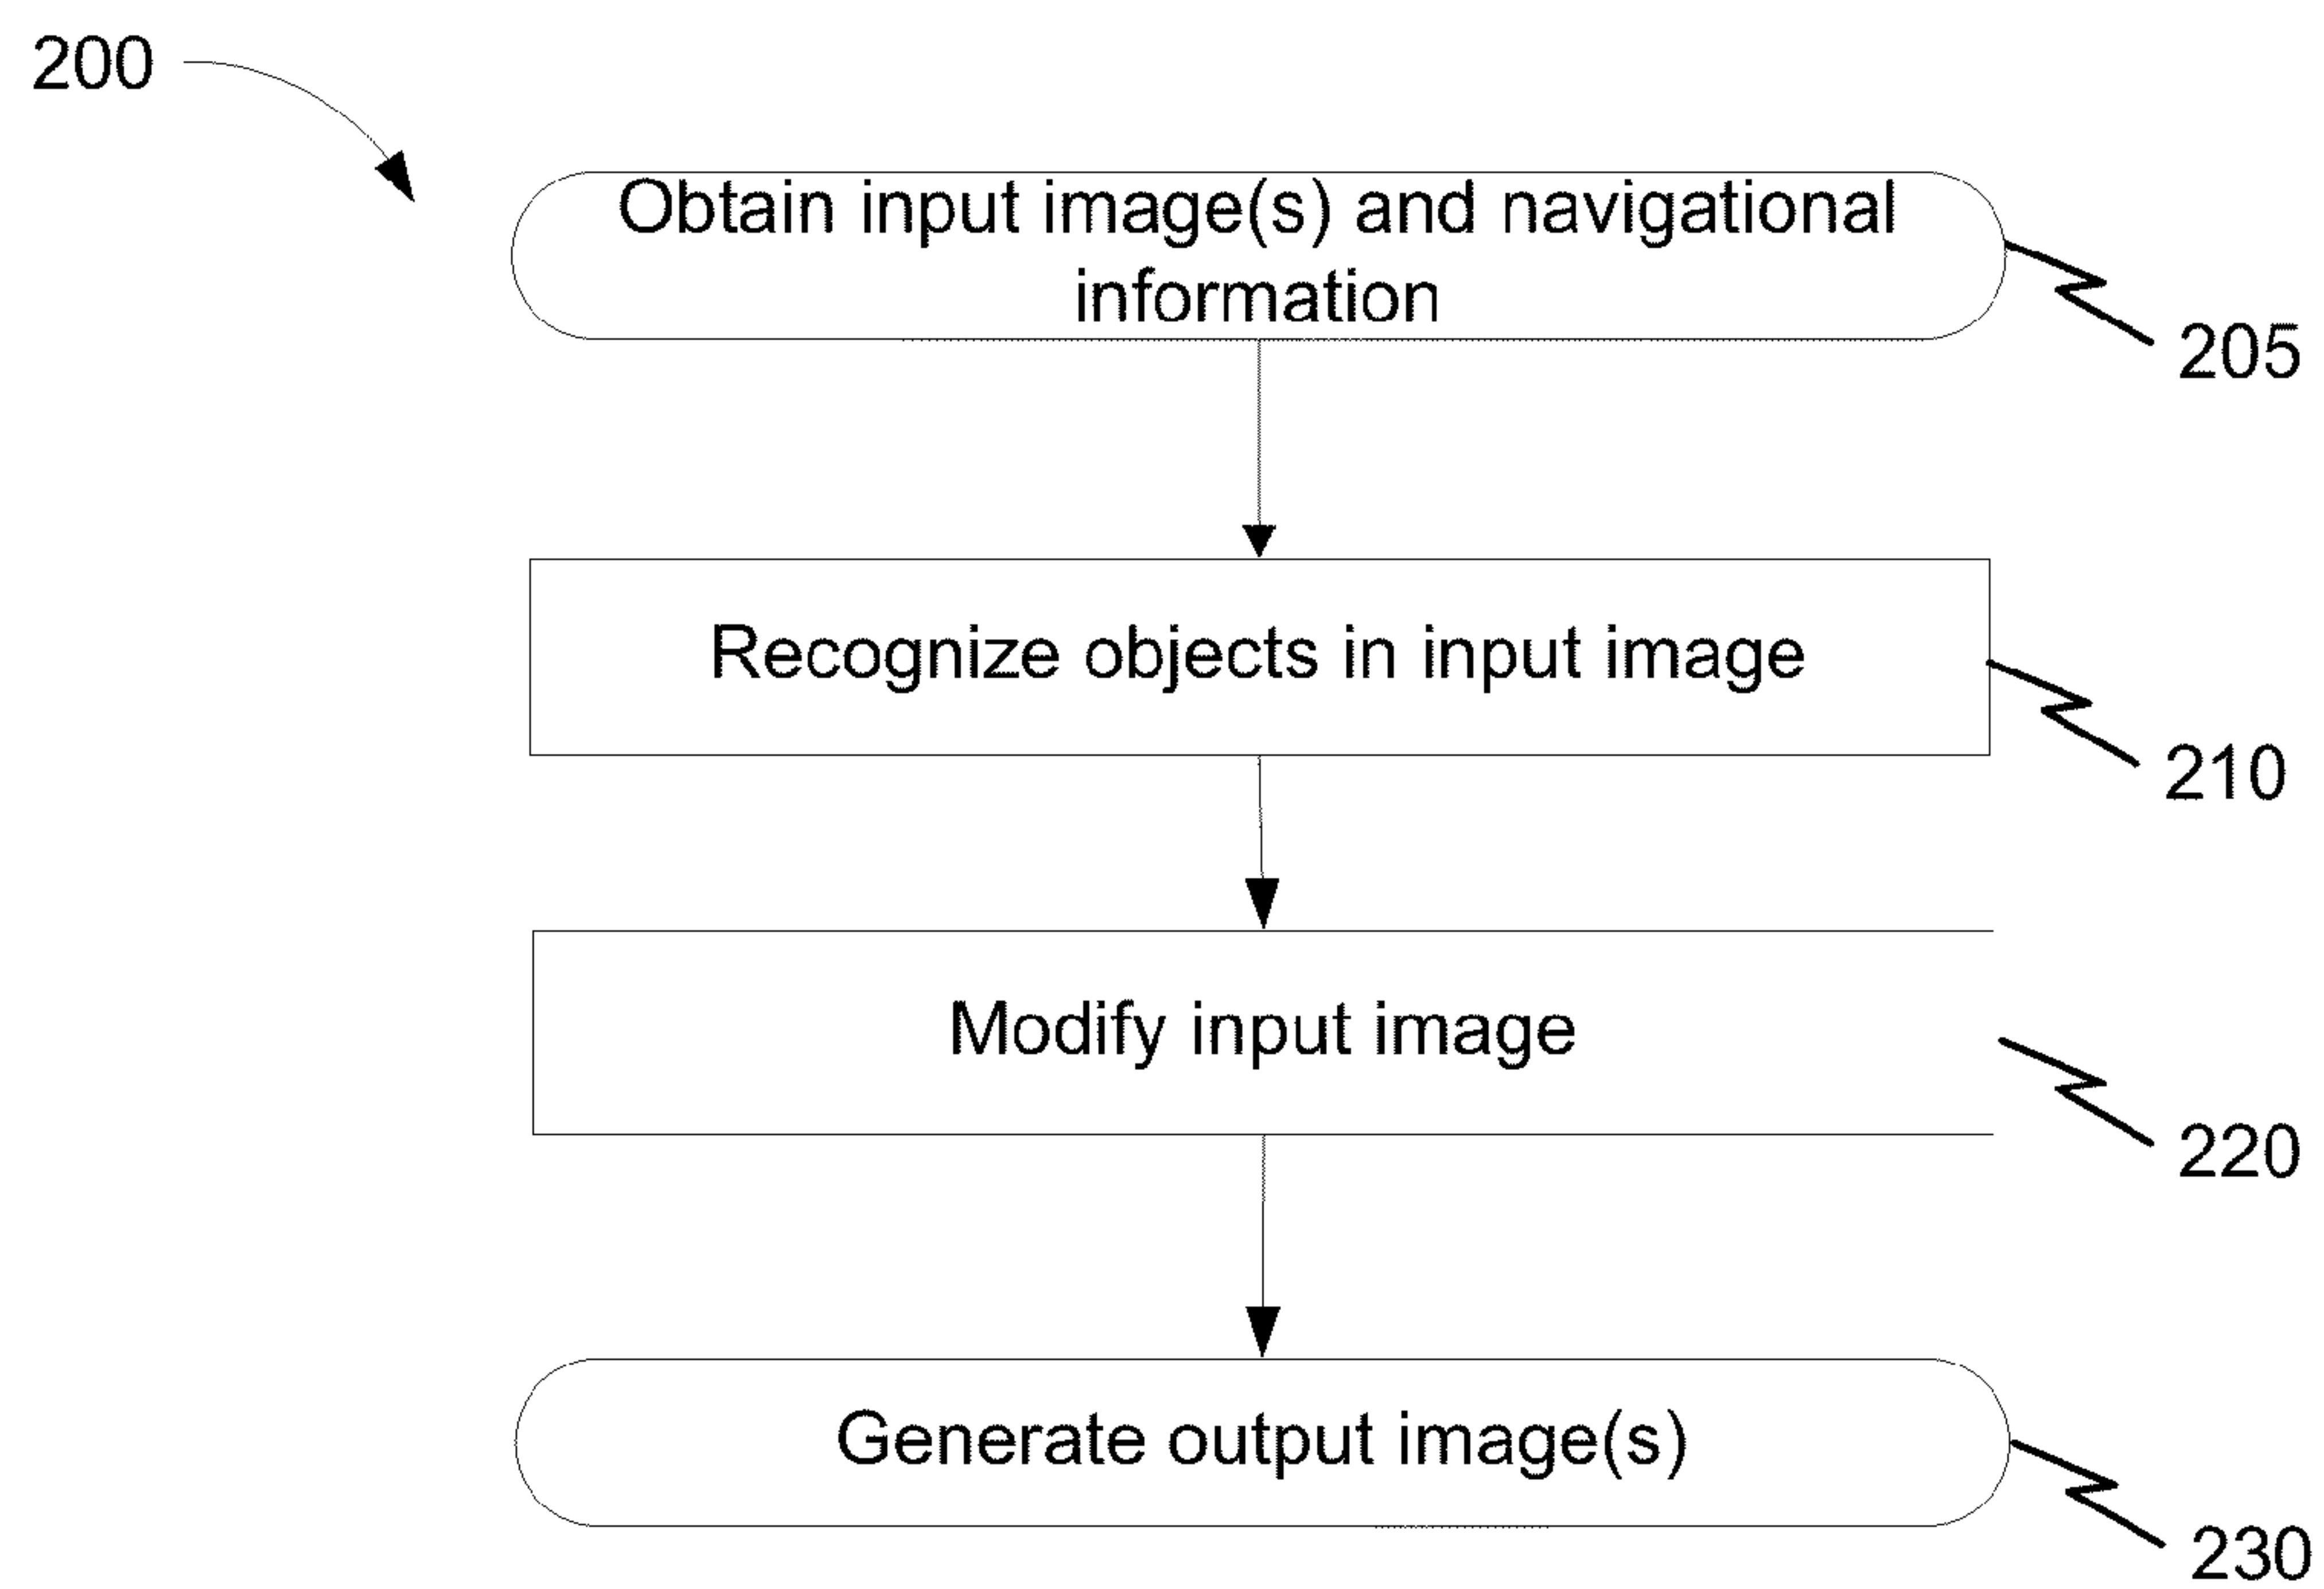 200
Obtain input image(s) and navigational
information
205
Recognize objects in input image
210
Modify input image
220
Generate output image(s)
230